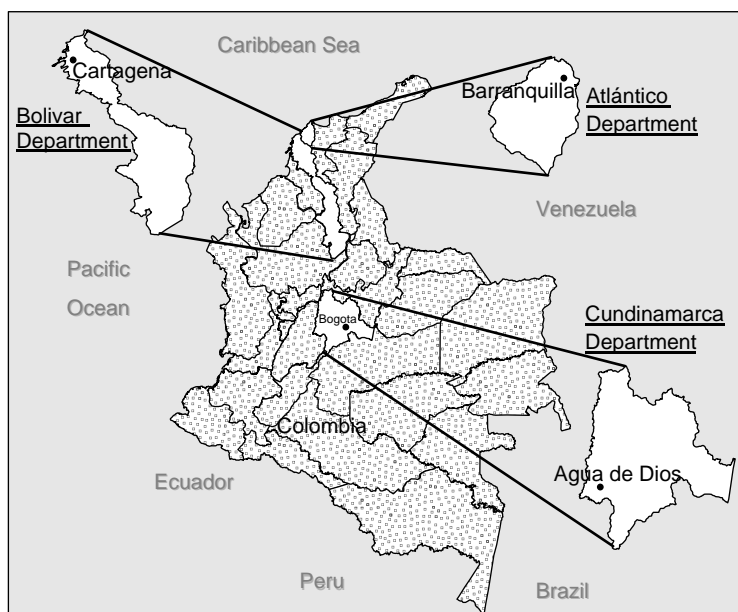 Caribbean Sea
Cartagena
Barranquilla
Atlántico
Department
Bolivar
Department
Venezuela
Pacific
Ocean
Bogota
Cundinamarca
Department
Colombia
Agua de Dios
Ecuador
Peru
Brazil